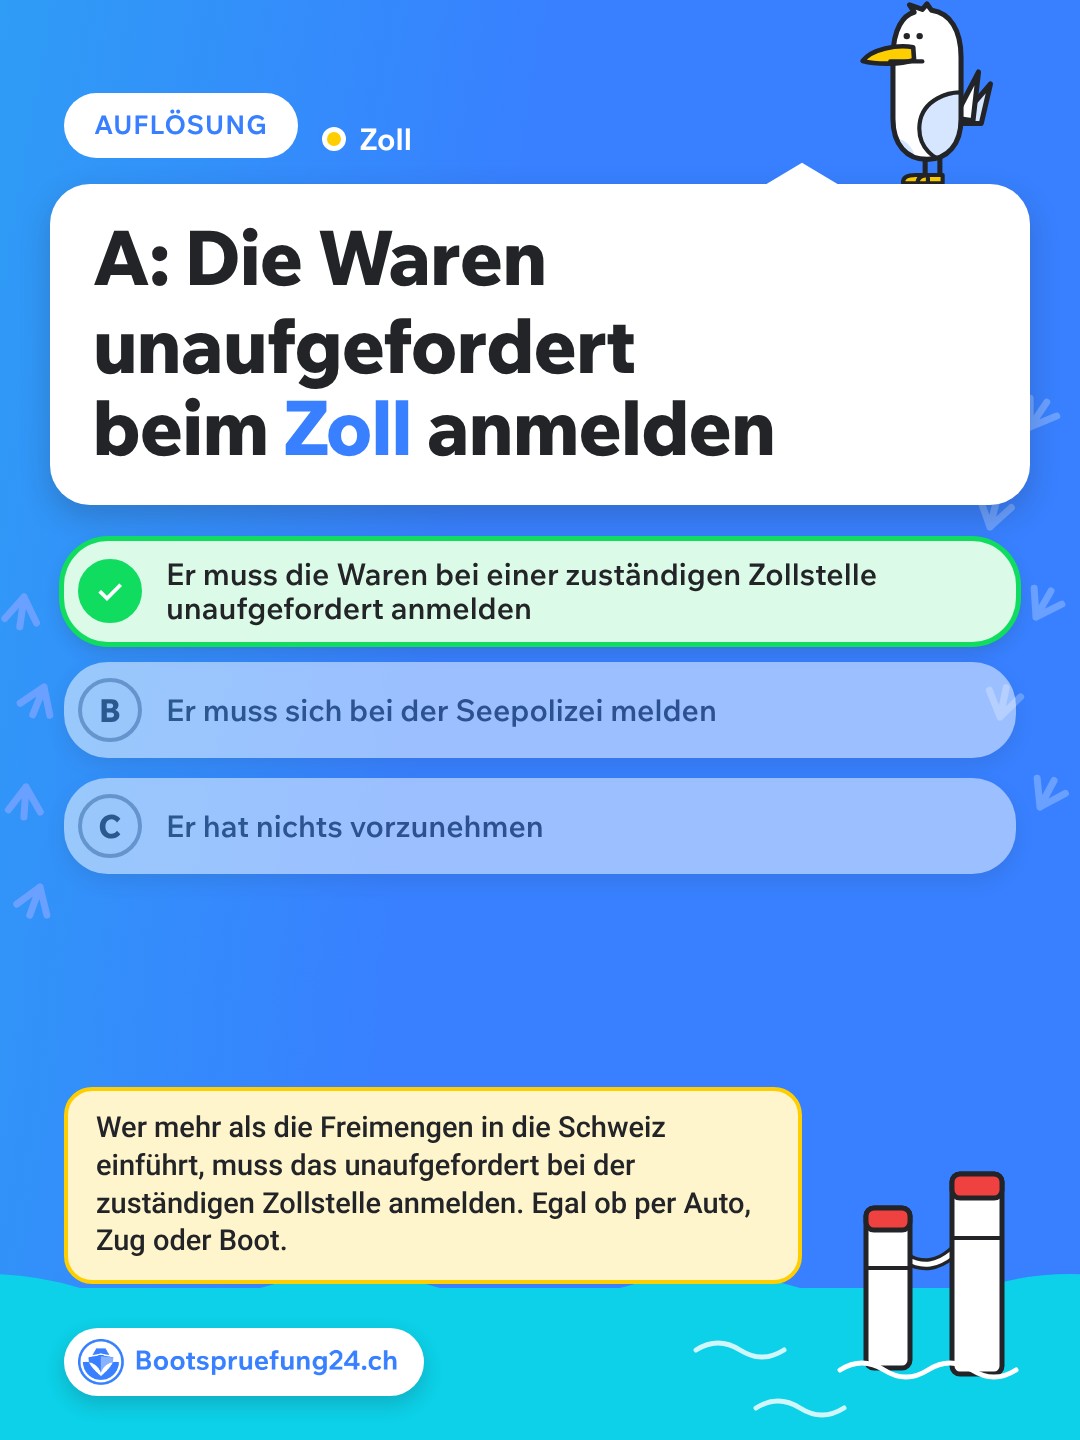 AUFLÖSUNG
Zoll
A: Die Waren
unaufgefordert
beim Zoll anmelden
Er muss die Waren bei einer zuständigen Zollstelle
unaufgefordert anmelden
B Er muss sich bei der Seepolizei melden
C Er hat nichts vorzunehmen
Wer mehr als die Freimengen in die Schweiz
einführt, muss das unaufgefordert bei der
zuständigen Zollstelle anmelden. Egal ob per Auto,
Zug oder Boot.
Bootspruefung24.ch